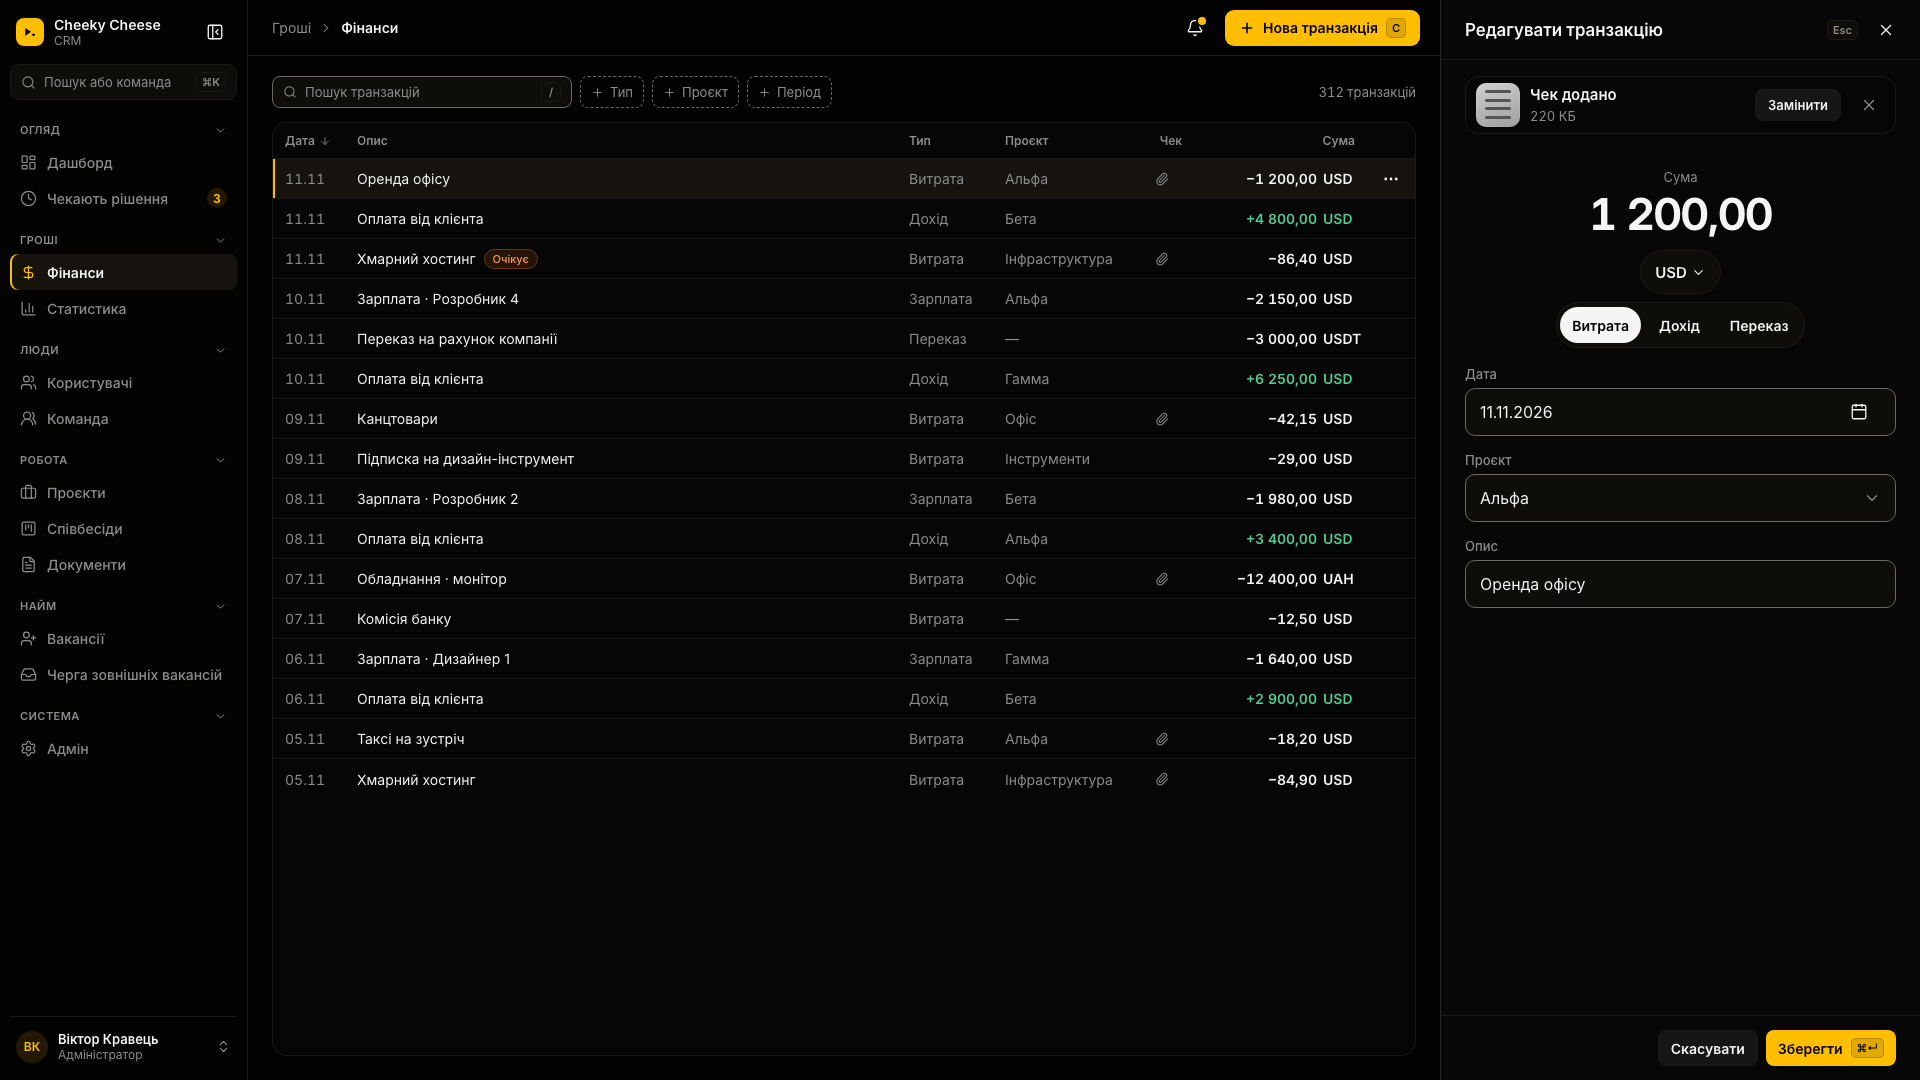 Cheeky Cheese
CRM
Пошук або команда ⌘K
ОГЛЯД
Дашборд
Чекають рішення 3
ГРОШІ
Фінанси
Статистика
ЛЮДИ
Користувачі
Команда
РОБОТА
Проєкти
Співбесіди
Документи
НАЙМ
Вакансії
Черга зовнішніх вакансій
СИСТЕМА
Адмін
ВК
Віктор Кравець
Адміністратор
Гроші > Фінанси
+ Нова транзакція C
Пошук транзакцій /
+ Тип
+ Проєкт
+ Період
312 транзакцій
Дата ↓ Опис Тип Проєкт Чек Сума
11.11 Оренда офісу Витрата Альфа −1 200,00 USD ...
11.11 Оплата від клієнта Дохід Бета +4 800,00 USD
11.11 Хмарний хостинг Очікує Витрата Інфраструктура −86,40 USD
10.11 Зарплата · Розробник 4 Зарплата Альфа −2 150,00 USD
10.11 Переказ на рахунок компанії Переказ — −3 000,00 USDT
10.11 Оплата від клієнта Дохід Гамма +6 250,00 USD
09.11 Канцтовари Витрата Офіс −42,15 USD
09.11 Підписка на дизайн-інструмент Витрата Інструменти −29,00 USD
08.11 Зарплата · Розробник 2 Зарплата Бета −1 980,00 USD
08.11 Оплата від клієнта Дохід Альфа +3 400,00 USD
07.11 Обладнання · монітор Витрата Офіс −12 400,00 UAH
07.11 Комісія банку Витрата — −12,50 USD
06.11 Зарплата · Дизайнер 1 Зарплата Гамма −1 640,00 USD
06.11 Оплата від клієнта Дохід Бета +2 900,00 USD
05.11 Таксі на зустріч Витрата Альфа −18,20 USD
05.11 Хмарний хостинг Витрата Інфраструктура −84,90 USD
Редагувати транзакцію Esc
Чек додано
220 КБ
Замінити
Сума
1 200,00
USD
Витрата Дохід Переказ
Дата
11.11.2026
Проєкт
Альфа
Опис
Оренда офісу
Скасувати
Зберегти ⌘↵